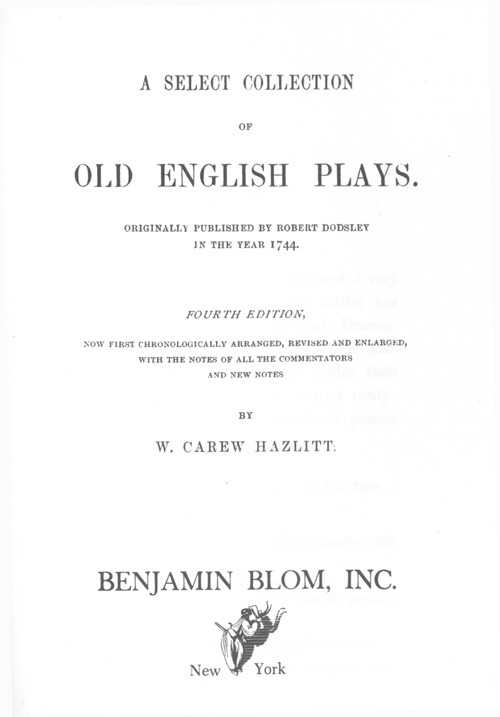 A SELECT COLLECTION
OF
OLD ENGLISH PLAYS.
ORIGINALLY PUBLISHED BY ROBERT DODSLEY
IN THE YEAR 1744.
FOURTH EDITION,
NOW FIRST CHRONOLOGICALLY ARRANGED, REVISED AND ENLARGED,
WITH THE NOTES OF ALL THE COMMENTATORS
AND NEW NOTES
BY
W. CAREW HAZLITT.
BENJAMIN BLOM, INC.
New York